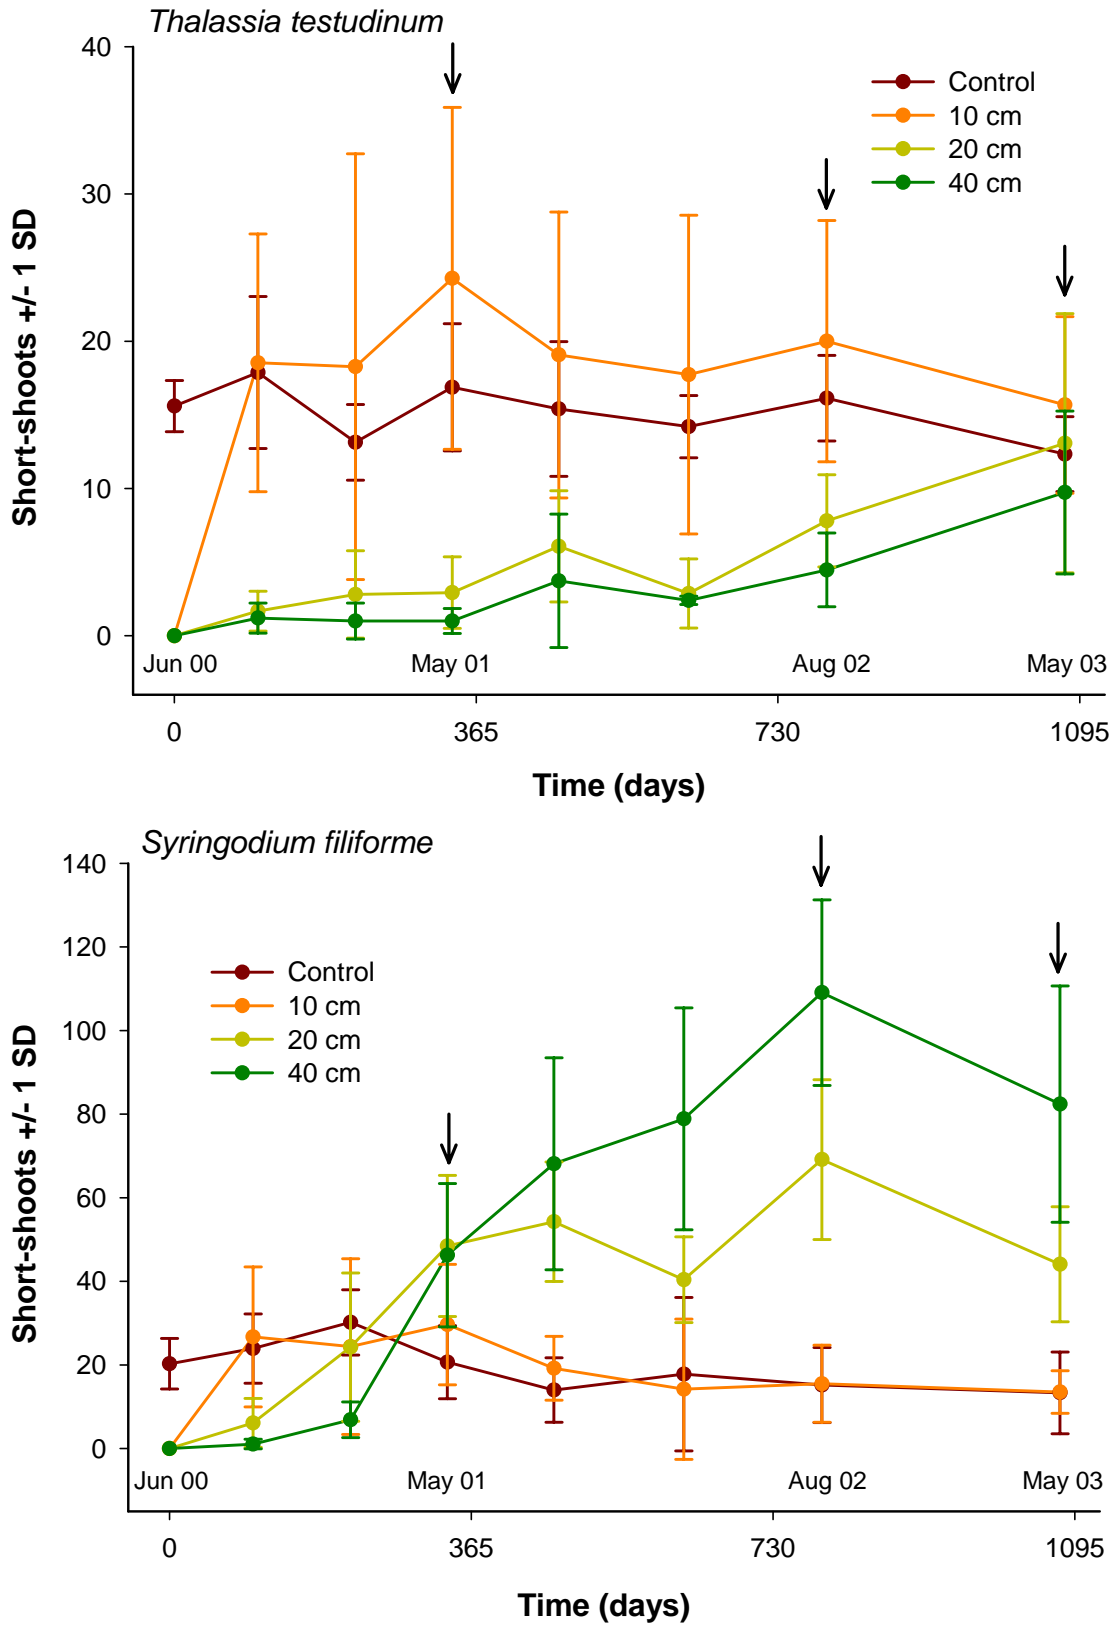 Thalassia testudinum
40
30
20
10
0
Short-shoots +/- 1 SD
Control
10 cm
20 cm
40 cm
Jun 00 May 01 Aug 02 May 03
0 365 730 1095
Time (days)
Syringodium filiforme
140
120
100
80
60
40
20
0
Short-shoots +/- 1 SD
Control
10 cm
20 cm
40 cm
Jun 00 May 01 Aug 02 May 03
0 365 730 1095
Time (days)